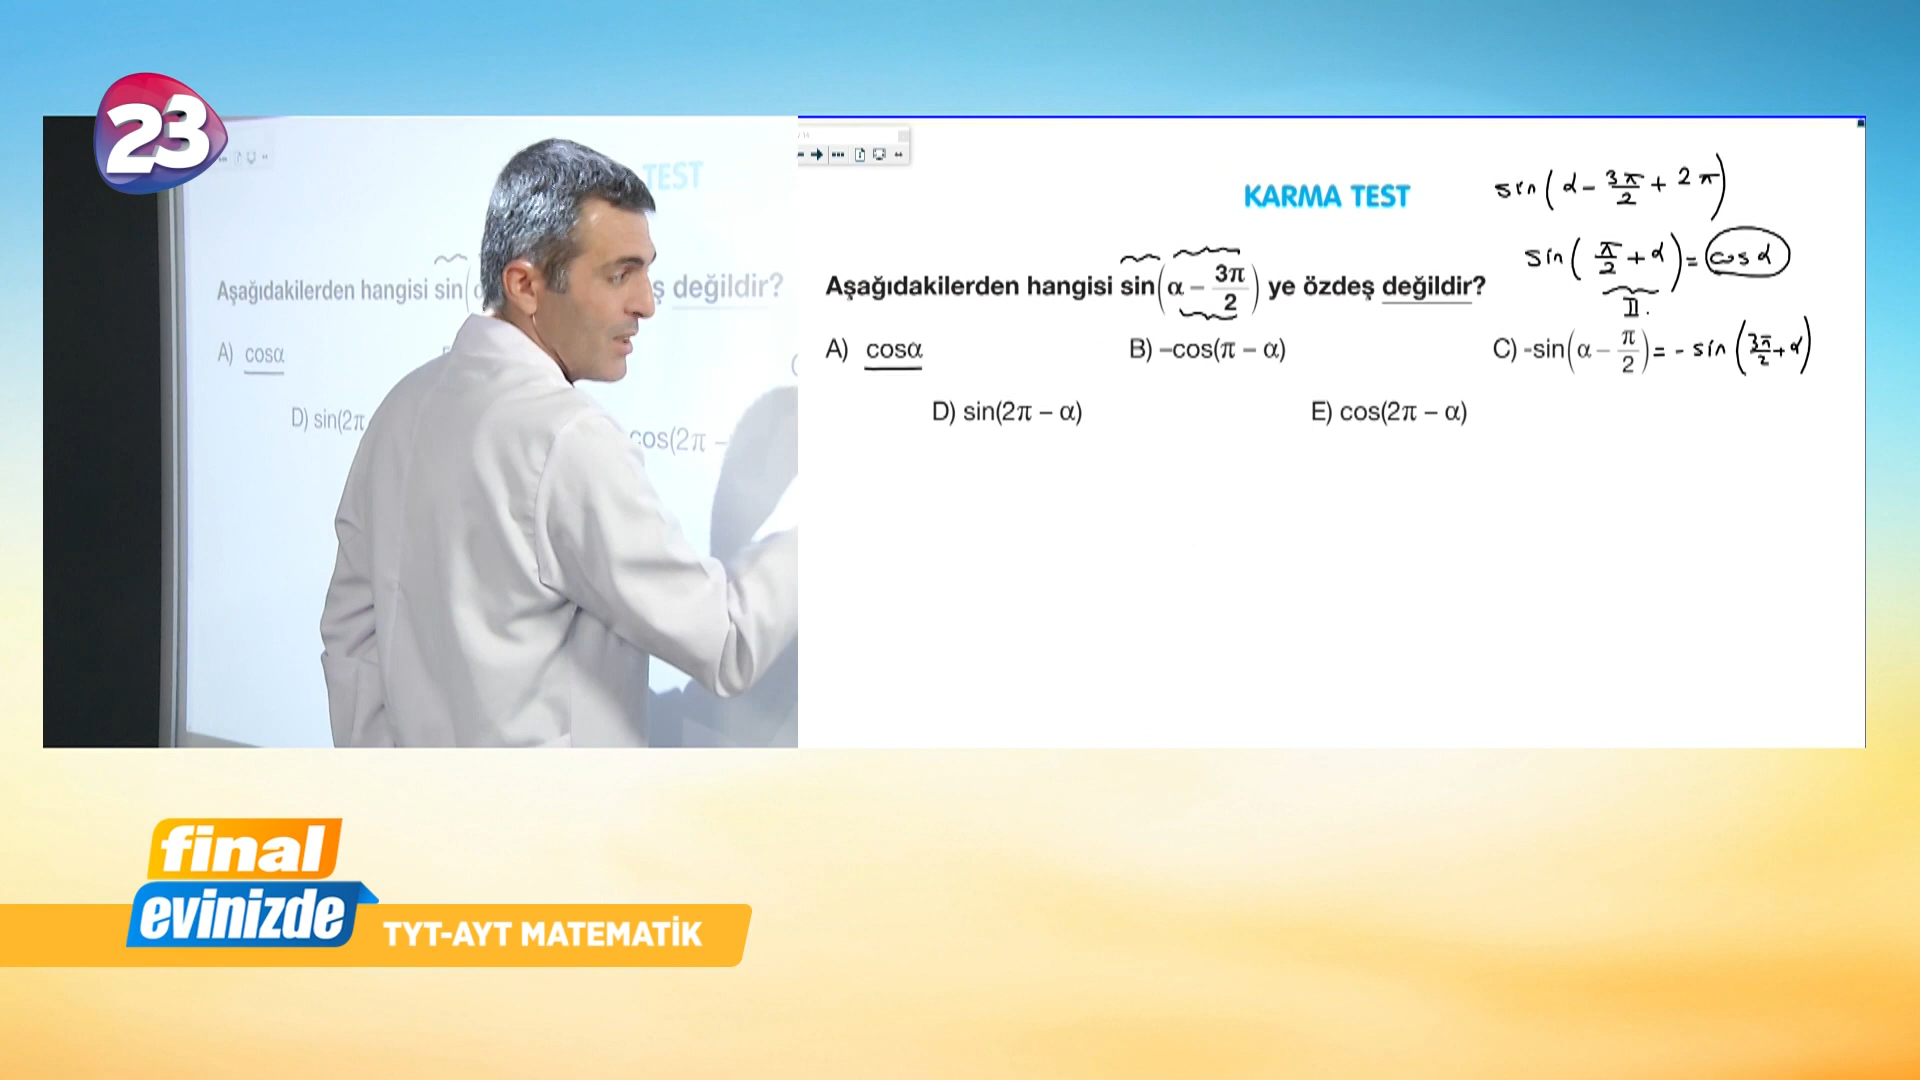 23
TEST
Aşağıdakilerden hangisi sin
ş değildir?
A) cosα
D) sin(2π
cos(2π –
KARMA TEST
sin(α - 3π/2 + 2π)
sin(π/2 + α) = cosα
II.
Aşağıdakilerden hangisi sin(α – 3π/2) ye özdeş değildir?
A) cosα
B) –cos(π – α)
C) -sin(α – π/2) = - sin(3π/2 + α)
D) sin(2π – α)
E) cos(2π – α)
final
evinizde
TYT-AYT MATEMATİK